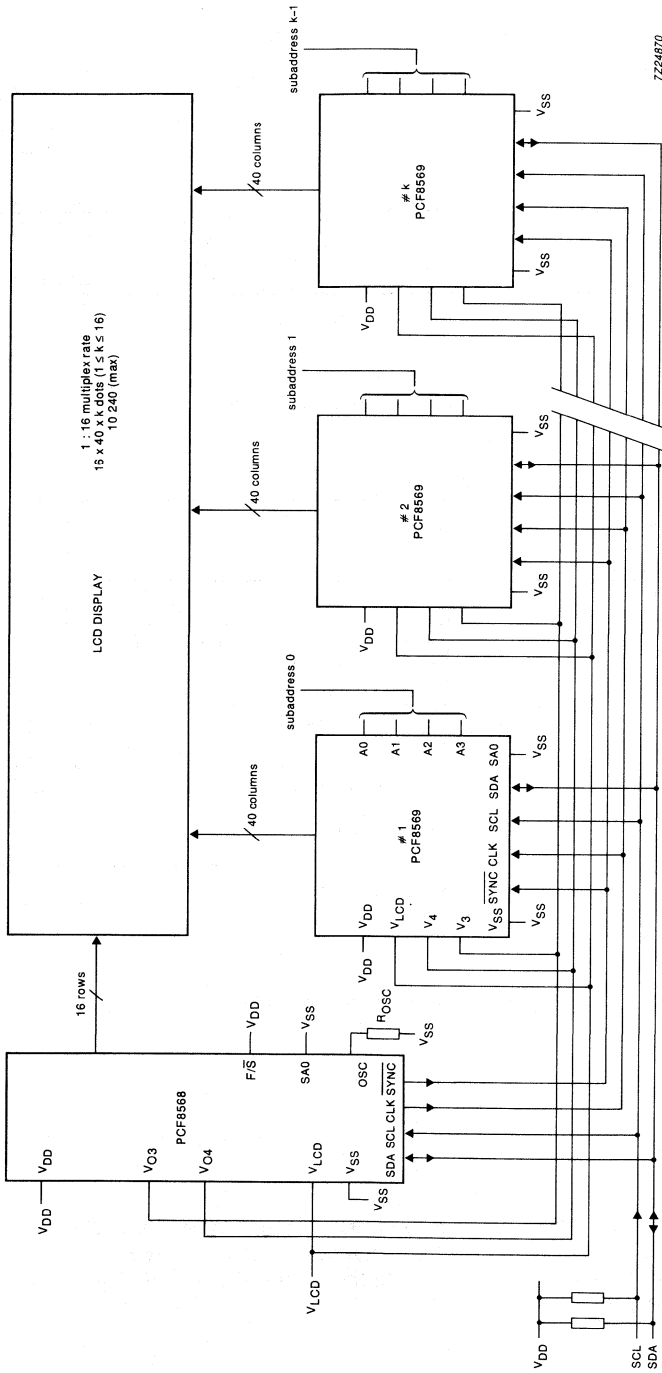 LCD DISPLAY
1 : 16 multiplex rate
16 x 40 x k dots (1 ≤ k ≤ 16)
10 240 (max)
16 rows
40 columns
40 columns
40 columns
PCF8568
VDD
VDD
VO3
VO4
VLCD
VLCD
VSS
VSS
F/S̅
VDD
SA0
VSS
OSC
ROSC
VSS
SDA SCL CLK S̅Y̅N̅C̅
# 1
PCF8569
VDD
VDD
VLCD
V4
V3
VSS
VSS
S̅Y̅N̅C̅ CLK SCL SDA SA0
VSS
A0
A1
A2
A3
subaddress 0
# 2
PCF8569
VDD
VSS
VSS
subaddress 1
# k
PCF8569
VDD
VSS
VSS
subaddress k-1
VDD
SCL
SDA
7Z24870